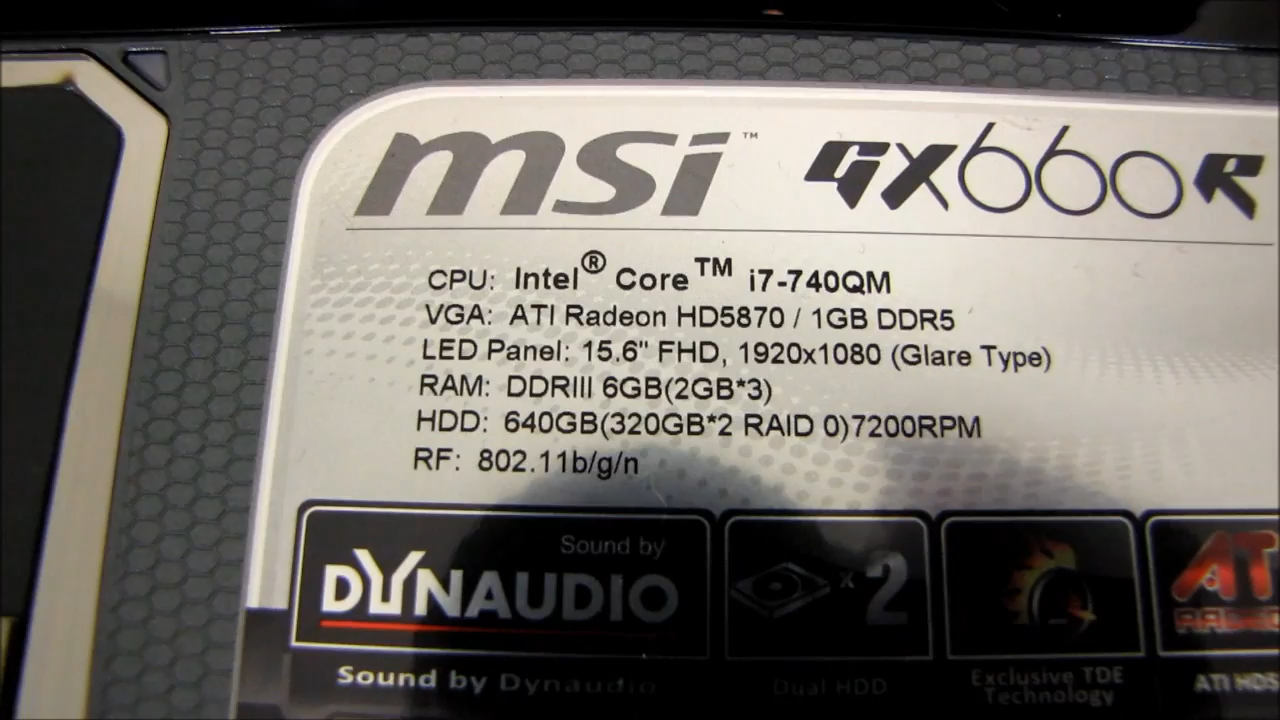 msi™ GX660R
CPU: Intel® Core™ i7-740QM
VGA: ATI Radeon HD5870 / 1GB DDR5
LED Panel: 15.6" FHD, 1920x1080 (Glare Type)
RAM: DDRIII 6GB(2GB*3)
HDD: 640GB(320GB*2 RAID 0)7200RPM
RF: 802.11b/g/n
Sound by
DYNAUDIO
x 2
Sound by Dynaudio
Dual HDD
Exclusive TDE
Technology
ATI